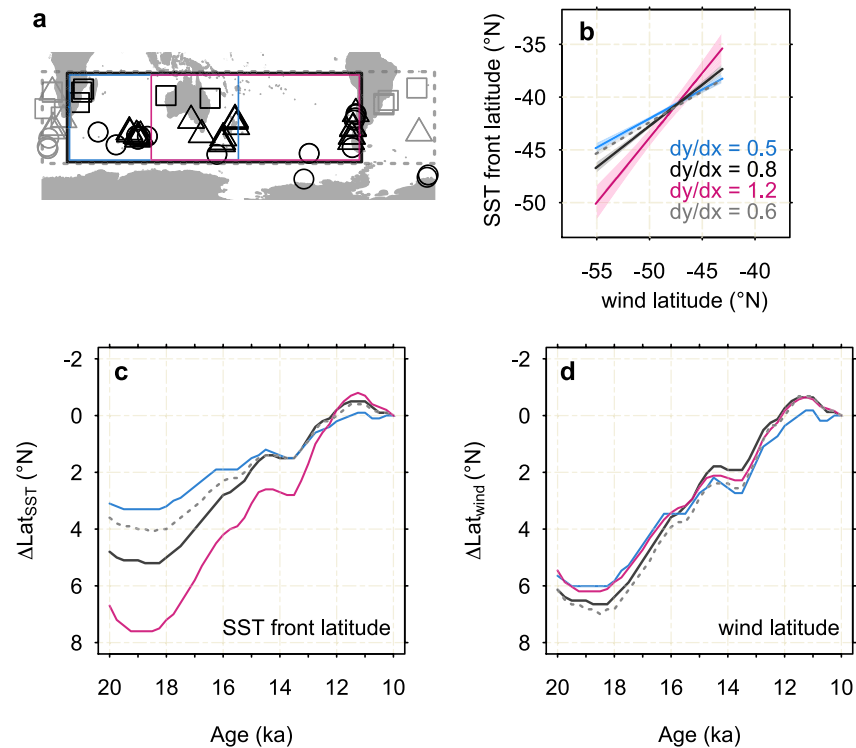 a
b
SST front latitude (°N)
-35
-40
-45
-50
dy/dx = 0.5
dy/dx = 0.8
dy/dx = 1.2
dy/dx = 0.6
-55 -50 -45 -40
wind latitude (°N)
c
ΔLatSST (°N)
-2
0
2
4
6
8
SST front latitude
20 18 16 14 12 10
Age (ka)
d
ΔLatwind (°N)
-2
0
2
4
6
8
wind latitude
20 18 16 14 12 10
Age (ka)